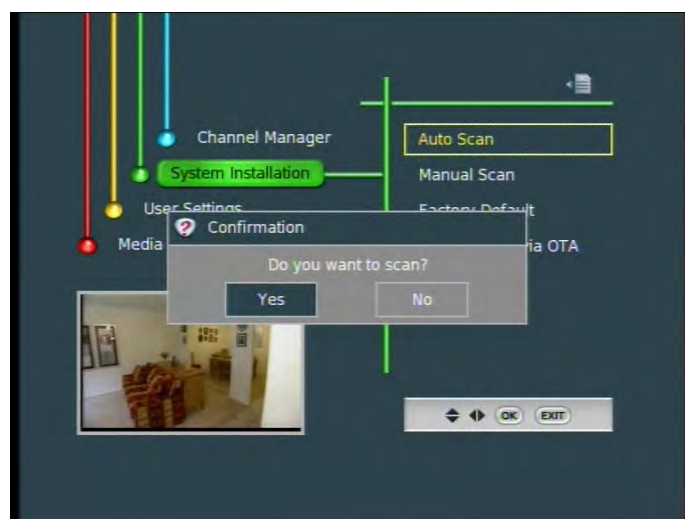 Channel Manager
Auto Scan
System Installation
Manual Scan
User Settings
Factory Default
Media
via OTA
Confirmation
Do you want to scan?
Yes
No
OK EXIT